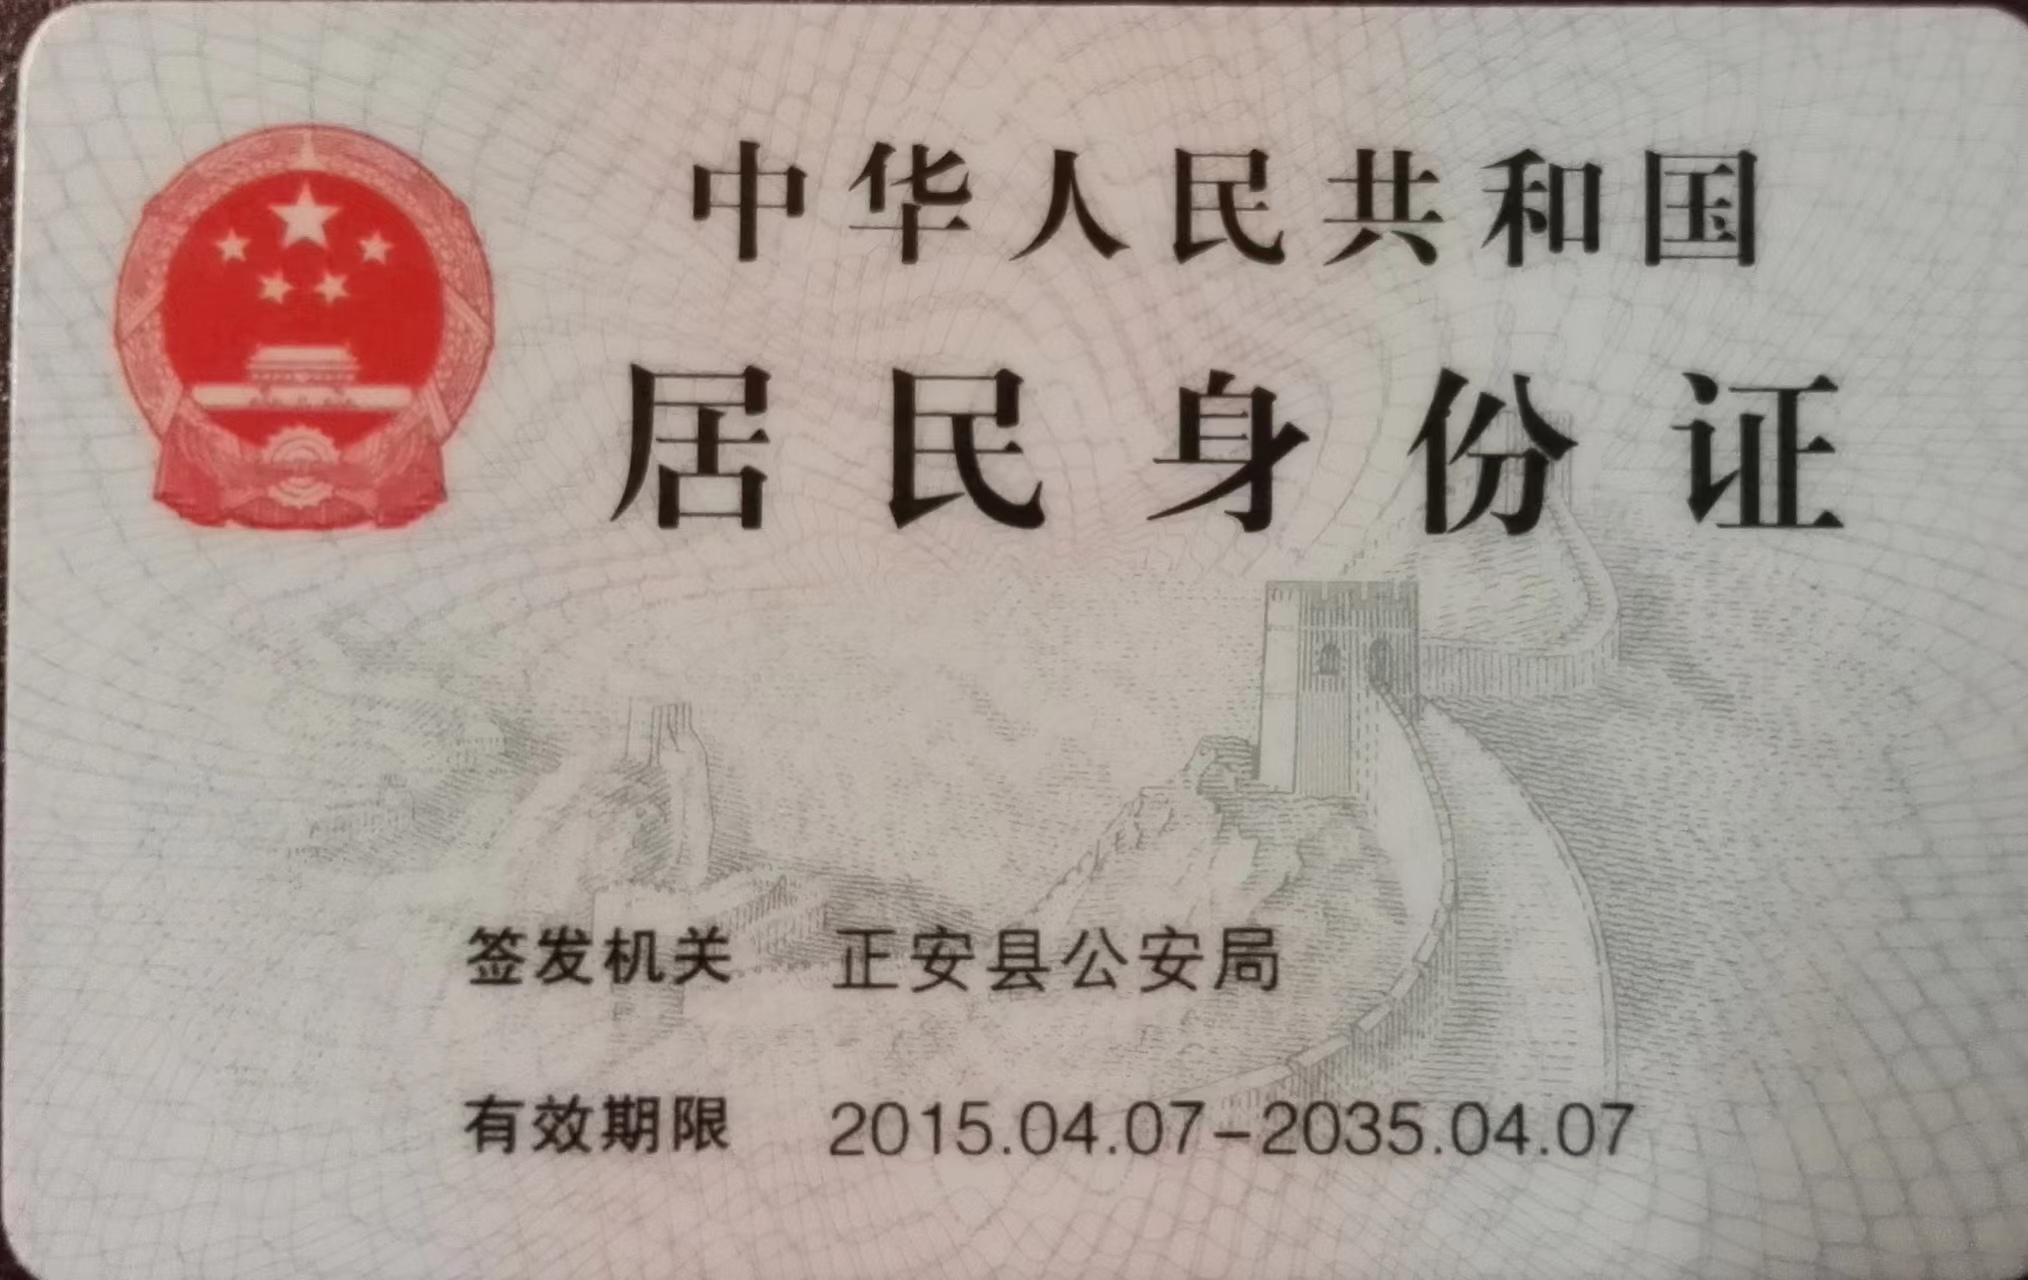 中华人民共和国
居民身份证
签发机关 正安县公安局
有效期限 2015.04.07-2035.04.07